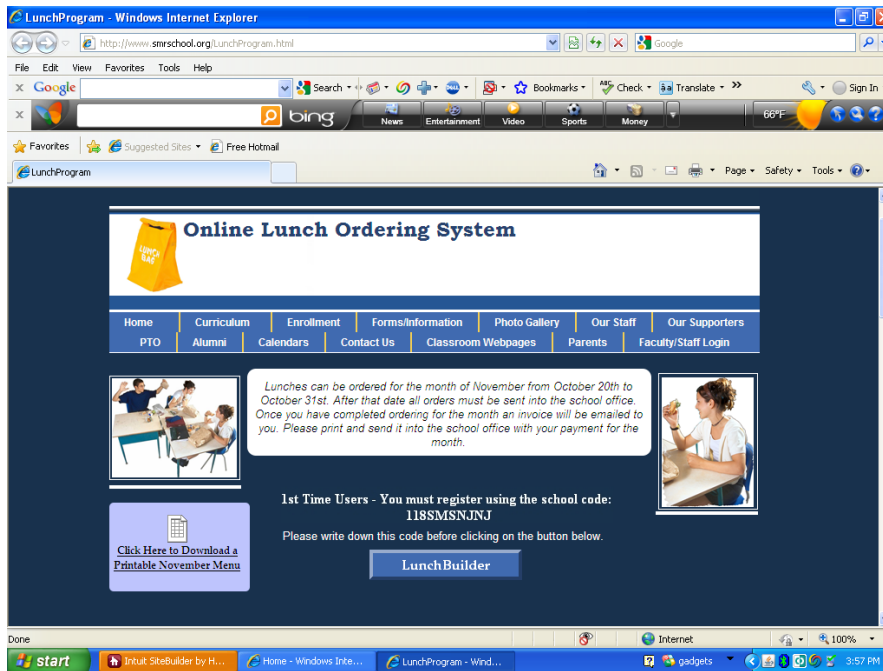 LunchProgram - Windows Internet Explorer
http://www.smrschool.org/LunchProgram.html
Google
File Edit View Favorites Tools Help
x Google Search Bookmarks Check Translate >> Sign In
x bing News Entertainment Video Sports Money 66°F
Favorites Suggested Sites Free Hotmail
LunchProgram Page Safety Tools
LUNCH BAG
Online Lunch Ordering System
Home Curriculum Enrollment Forms/Information Photo Gallery Our Staff Our Supporters
PTO Alumni Calendars Contact Us Classroom Webpages Parents Faculty/Staff Login
Lunches can be ordered for the month of November from October 20th to
October 31st. After that date all orders must be sent into the school office.
Once you have completed ordering for the month an invoice will be emailed to
you. Please print and send it into the school office with your payment for the
month.
1st Time Users - You must register using the school code:
118SMSNJNJ
Please write down this code before clicking on the button below.
LunchBuilder
Click Here to Download a
Printable November Menu
Done Internet 100%
start Intuit SiteBuilder by H... Home - Windows Inte... LunchProgram - Wind... gadgets 3:57 PM